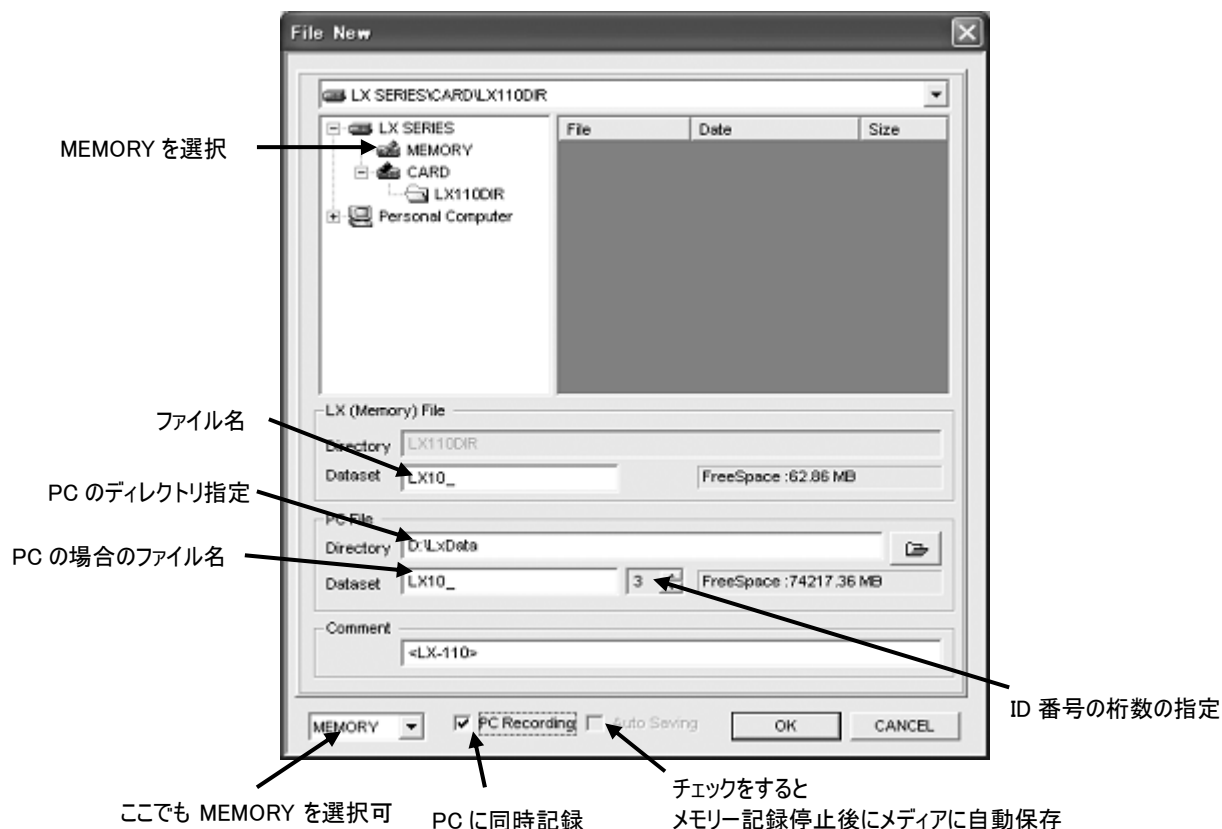 File New
LX SERIES\CARD\LX110DIR
LX SERIES
MEMORY
CARD
LX110DIR
Personal Computer
File Date Size
MEMORY を選択
LX (Memory) File
ファイル名
Directory LX110DIR
Dataset LX10_ FreeSpace :62.86 MB
PC のディレクトリ指定
PC File
Directory D:\LxData
PC の場合のファイル名
Dataset LX10_ 3 FreeSpace :74217.36 MB
Comment
<LX-110>
ID 番号の桁数の指定
MEMORY PC Recording Auto Saving OK CANCEL
ここでも MEMORY を選択可
PC に同時記録
チェックをすると
メモリー記録停止後にメディアに自動保存